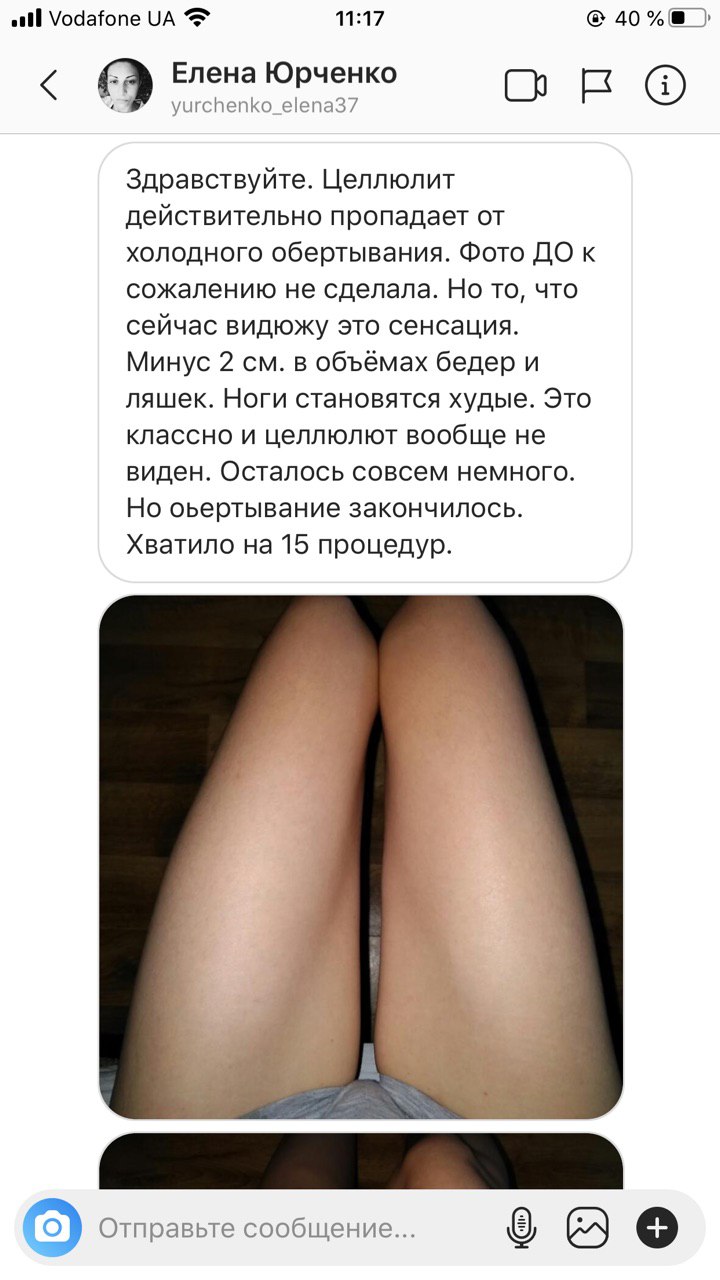 Vodafone UA 11:17 40 %
Елена Юрченко
yurchenko_elena37
Здравствуйте. Целлюлит
действительно пропадает от
холодного обертывания. Фото ДО к
сожалению не сделала. Но то, что
сейчас видюжу это сенсация.
Минус 2 см. в объёмах бедер и
ляшек. Ноги становятся худые. Это
классно и целлюлют вообще не
виден. Осталось совсем немного.
Но оьертывание закончилось.
Хватило на 15 процедур.
Отправьте сообщение...